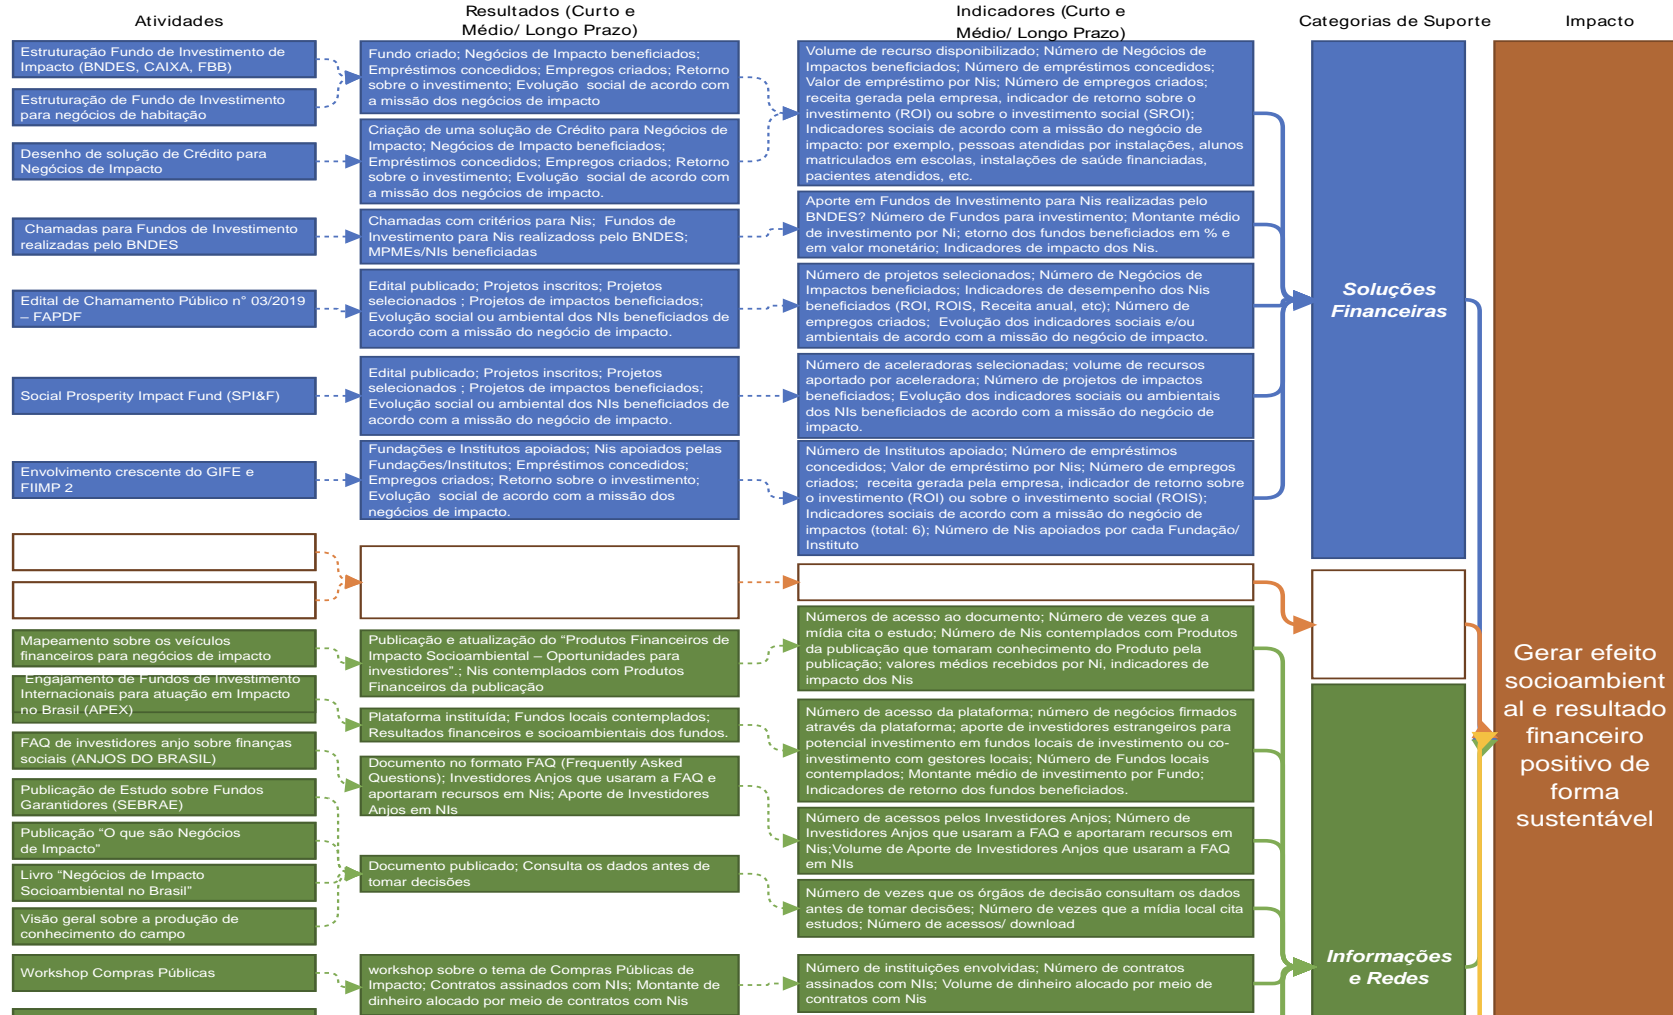 Atividades
Resultados (Curto e
Médio/ Longo Prazo)
Indicadores (Curto e
Médio/ Longo Prazo)
Categorias de Suporte
Impacto
Estruturação Fundo de Investimento de
Impacto (BNDES, CAIXA, FBB)
Estruturação de Fundo de Investimento
para negócios de habitação
Desenho de solução de Crédito para
Negócios de Impacto
Chamadas para Fundos de Investimento
realizadas pelo BNDES
Edital de Chamamento Público n° 03/2019
– FAPDF
Social Prosperity Impact Fund (SPI&F)
Envolvimento crescente do GIFE e
FIIMP 2
Mapeamento sobre os veículos
financeiros para negócios de impacto
Engajamento de Fundos de Investimento
Internacionais para atuação em Impacto
no Brasil (APEX)
FAQ de investidores anjo sobre finanças
sociais (ANJOS DO BRASIL)
Publicação de Estudo sobre Fundos
Garantidores (SEBRAE)
Publicação “O que são Negócios
de Impacto”
Livro “Negócios de Impacto
Socioambiental no Brasil”
Visão geral sobre a produção de
conhecimento do campo
Workshop Compras Públicas
Fundo criado; Negócios de Impacto beneficiados;
Empréstimos concedidos; Empregos criados; Retorno
sobre o investimento; Evolução  social de acordo com
a missão dos negócios de impacto
Criação de uma solução de Crédito para Negócios de
Impacto; Negócios de Impacto beneficiados;
Empréstimos concedidos; Empregos criados; Retorno
sobre o investimento; Evolução  social de acordo com
a missão dos negócios de impacto.
Chamadas com critérios para Nis;  Fundos de
Investimento para Nis realizadoss pelo BNDES;
MPMEs/NIs beneficiadas
Edital publicado; Projetos inscritos; Projetos
selecionados ; Projetos de impactos beneficiados;
Evolução social ou ambiental dos NIs beneficiados de
acordo com a missão do negócio de impacto.
Edital publicado; Projetos inscritos; Projetos
selecionados ; Projetos de impactos beneficiados;
Evolução social ou ambiental dos NIs beneficiados de
acordo com a missão do negócio de impacto.
Fundações e Institutos apoiados; Nis apoiados pelas
Fundações/Institutos; Empréstimos concedidos;
Empregos criados; Retorno sobre o investimento;
Evolução  social de acordo com a missão dos
negócios de impacto.
Publicação e atualização do “Produtos Financeiros de
Impacto Socioambiental – Oportunidades para
investidores”.; Nis contemplados com Produtos
Financeiros da publicação
Plataforma instituída; Fundos locais contemplados;
Resultados financeiros e socioambientais dos fundos.
Documento no formato FAQ (Frequently Asked
Questions); Investidores Anjos que usaram a FAQ e
aportaram recursos em Nis; Aporte de Investidores
Anjos em NIs
Documento publicado; Consulta os dados antes de
tomar decisões
workshop sobre o tema de Compras Públicas de
Impacto; Contratos assinados com NIs; Montante de
dinheiro alocado por meio de contratos com Nis
Volume de recurso disponibilizado; Número de Negócios de
Impactos beneficiados; Número de empréstimos concedidos;
Valor de empréstimo por Nis; Número de empregos criados;
receita gerada pela empresa, indicador de retorno sobre o
investimento (ROI) ou sobre o investimento social (SROI);
Indicadores sociais de acordo com a missão do negócio de
impacto: por exemplo, pessoas atendidas por instalações, alunos
matriculados em escolas, instalações de saúde financiadas,
pacientes atendidos, etc.
Aporte em Fundos de Investimento para Nis realizadas pelo
BNDES? Número de Fundos para investimento; Montante médio
de investimento por Ni; etorno dos fundos beneficiados em % e
em valor monetário; Indicadores de impacto dos Nis.
Número de projetos selecionados; Número de Negócios de
Impactos beneficiados; Indicadores de desempenho dos Nis
beneficiados (ROI, ROIS, Receita anual, etc); Número de
empregos criados;  Evolução dos indicadores sociais e/ou
ambientais de acordo com a missão do negócio de impacto.
Número de aceleradoras selecionadas; volume de recursos
aportado por aceleradora; Número de projetos de impactos
beneficiados; Evolução dos indicadores sociais ou ambientais
dos NIs beneficiados de acordo com a missão do negócio de
impacto.
Número de Institutos apoiado; Número de empréstimos
concedidos; Valor de empréstimo por Nis; Número de empregos
criados;  receita gerada pela empresa, indicador de retorno sobre
o investimento (ROI) ou sobre o investimento social (ROIS);
Indicadores sociais de acordo com a missão do negócio de
impactos (total: 6); Número de Nis apoiados por cada Fundação/
Instituto
Números de acesso ao documento; Número de vezes que a
mídia cita o estudo; Número de Nis contemplados com Produtos
da publicação que tomaram conhecimento do Produto pela
publicação; valores médios recebidos por Ni, indicadores de
impacto dos Nis
Número de acesso da plataforma; número de negócios firmados
através da plataforma; aporte de investidores estrangeiros para
potencial investimento em fundos locais de investimento ou co-
investimento com gestores locais; Número de Fundos locais
contemplados; Montante médio de investimento por Fundo;
Indicadores de retorno dos fundos beneficiados.
Número de acessos pelos Investidores Anjos; Número de
Investidores Anjos que usaram a FAQ e aportaram recursos em
Nis;Volume de Aporte de Investidores Anjos que usaram a FAQ
em NIs
Número de vezes que os órgãos de decisão consultam os dados
antes de tomar decisões; Número de vezes que a mídia local cita
estudos; Número de acessos/ download
Número de instituições envolvidas; Número de contratos
assinados com NIs; Volume de dinheiro alocado por meio de
contratos com Nis
Soluções
Financeiras
Informações
e Redes
Gerar efeito
socioambient
al e resultado
financeiro
positivo de
forma
sustentável